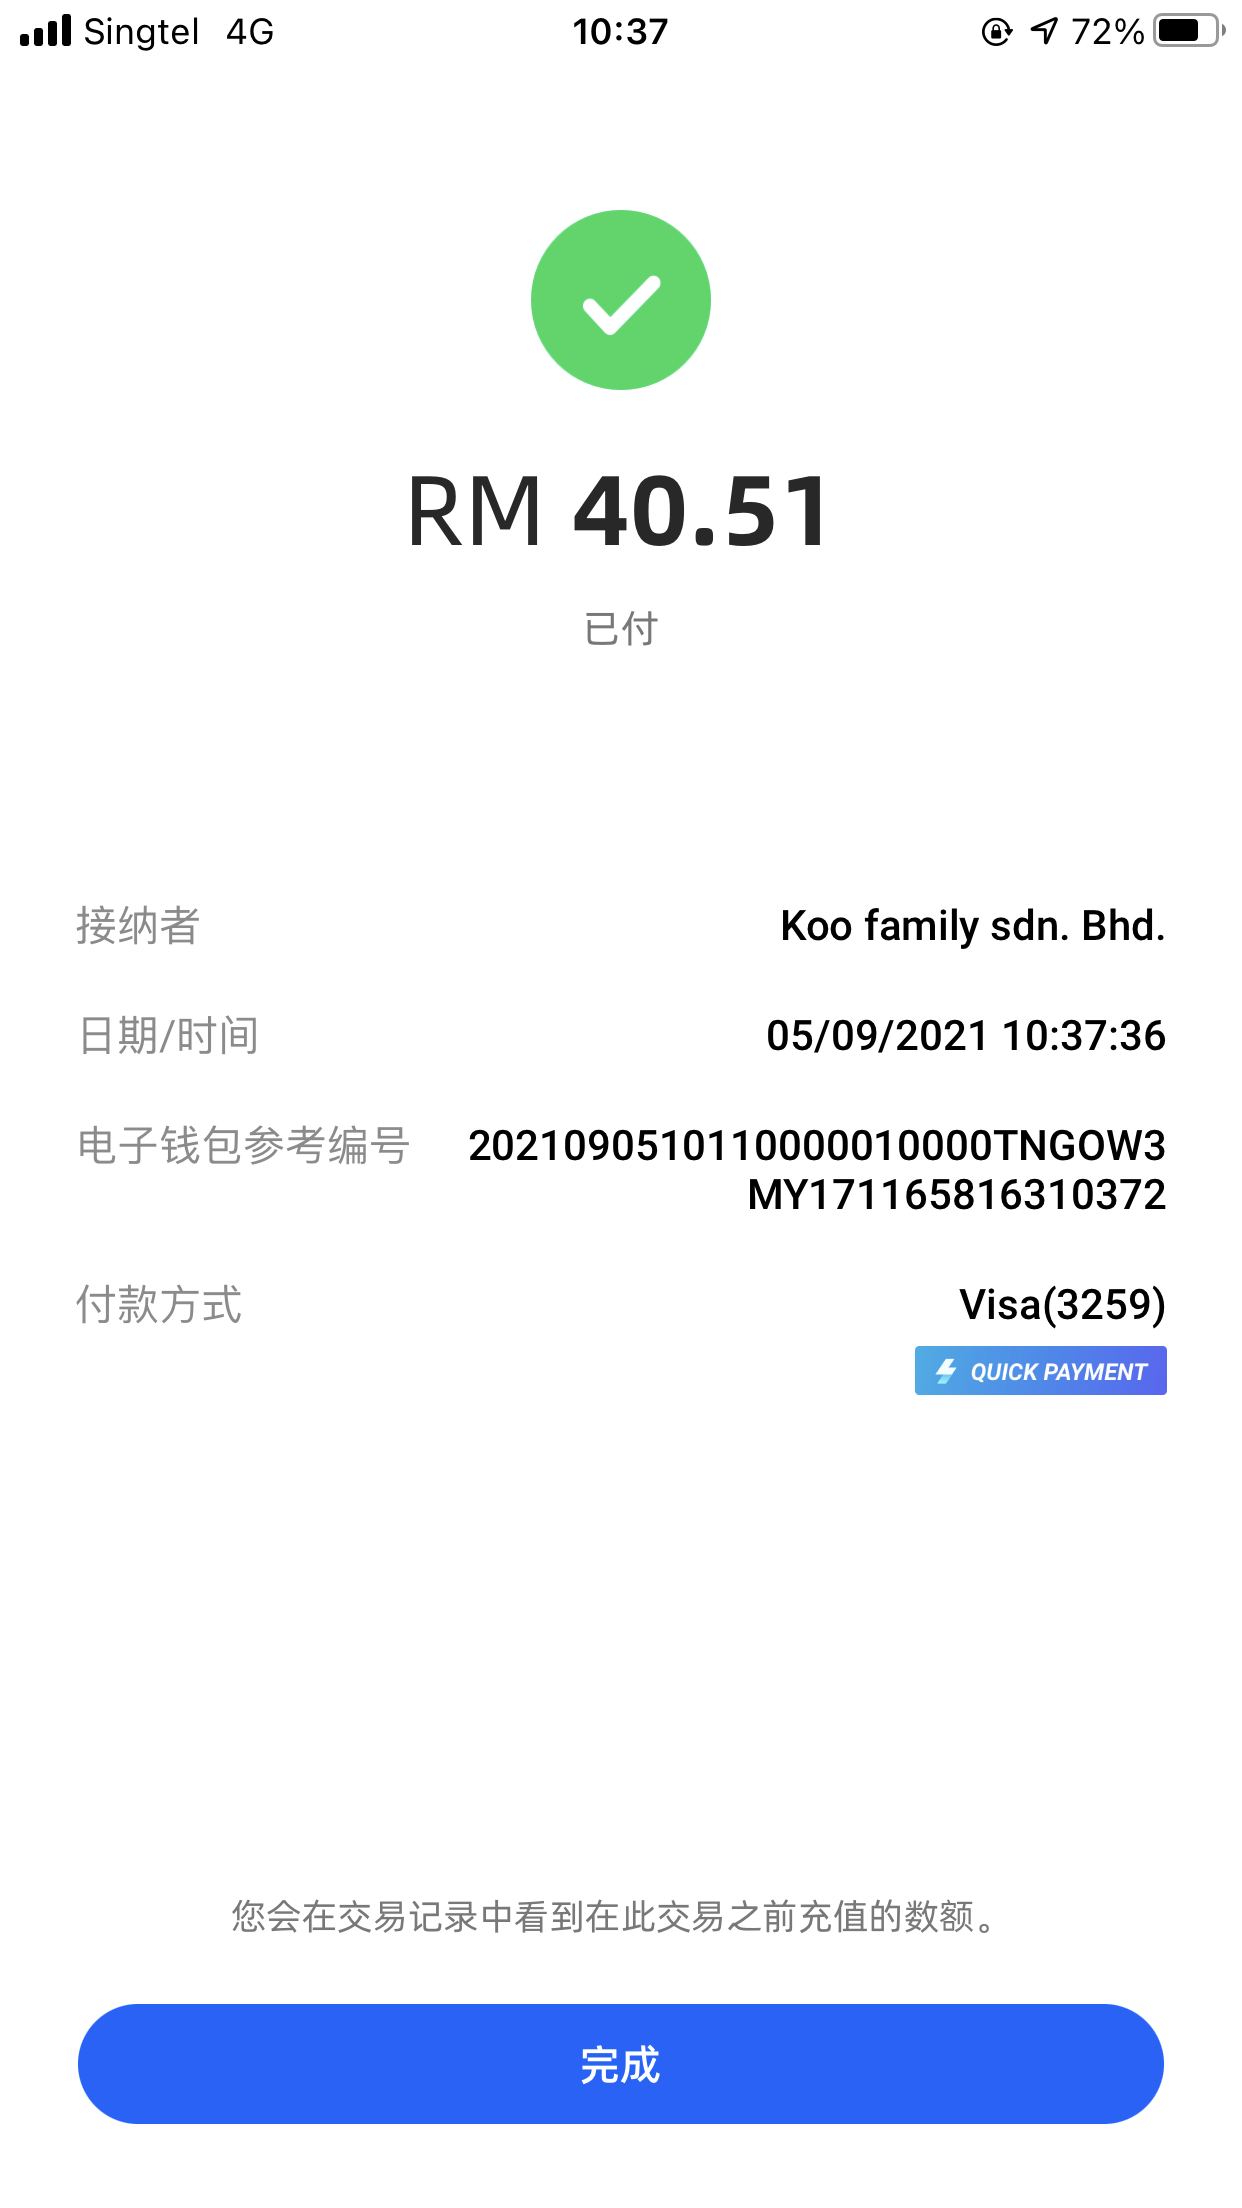 Singtel 4G 10:37 72%
RM 40.51
已付
接纳者 Koo family sdn. Bhd.
日期/时间 05/09/2021 10:37:36
电子钱包参考编号 20210905101110000010000TNGOW3
MY171165816310372
付款方式 Visa(3259)
QUICK PAYMENT
您会在交易记录中看到在此交易之前充值的数额。
完成